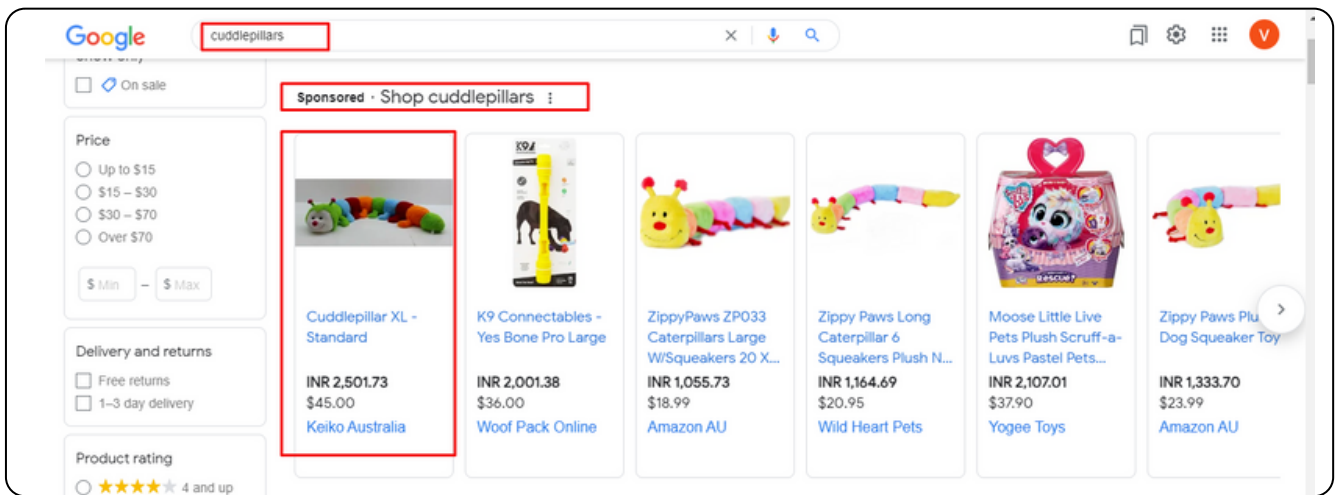 Google
cuddlepillars
V
Show only
On sale
Sponsored · Shop cuddlepillars
Price
Up to $15
$15 – $30
$30 – $70
Over $70
$ Min – $ Max
Delivery and returns
Free returns
1–3 day delivery
Product rating
4 and up
Cuddlepillar XL -
Standard
INR 2,501.73
$45.00
Keiko Australia
K9
K9 Connectables -
Yes Bone Pro Large
INR 2,001.38
$36.00
Woof Pack Online
ZippyPaws ZP033
Caterpillars Large
W/Squeakers 20 X...
INR 1,055.73
$18.99
Amazon AU
Zippy Paws Long
Caterpillar 6
Squeakers Plush N...
INR 1,164.69
$20.95
Wild Heart Pets
RESCUE!
Moose Little Live
Pets Plush Scruff-a-
Luvs Pastel Pets...
INR 2,107.01
$37.90
Yogee Toys
Zippy Paws Plu
Dog Squeaker Toy
INR 1,333.70
$23.99
Amazon AU